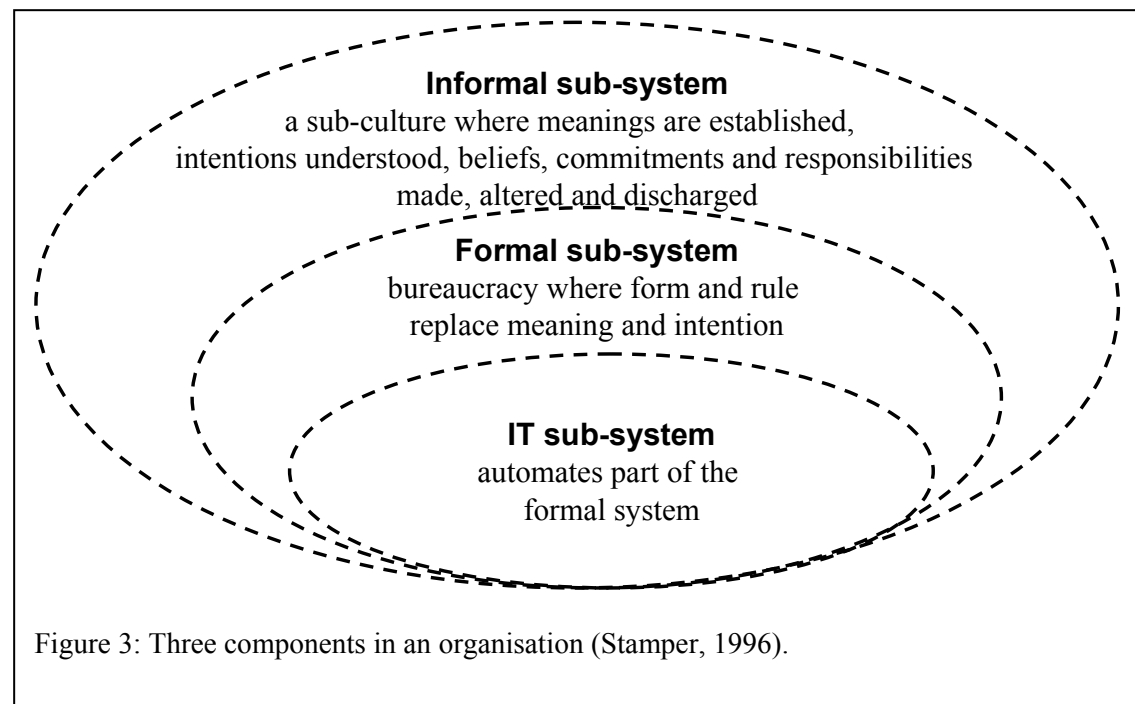 Informal sub-system
a sub-culture where meanings are established,
intentions understood, beliefs, commitments and responsibilities
made, altered and discharged
Formal sub-system
bureaucracy where form and rule
replace meaning and intention
IT sub-system
automates part of the
formal system
Figure 3: Three components in an organisation (Stamper, 1996).